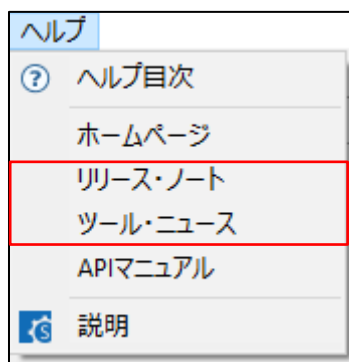 ヘルプ
ヘルプ目次
ホームページ
リリース・ノート
ツール・ニュース
APIマニュアル
説明